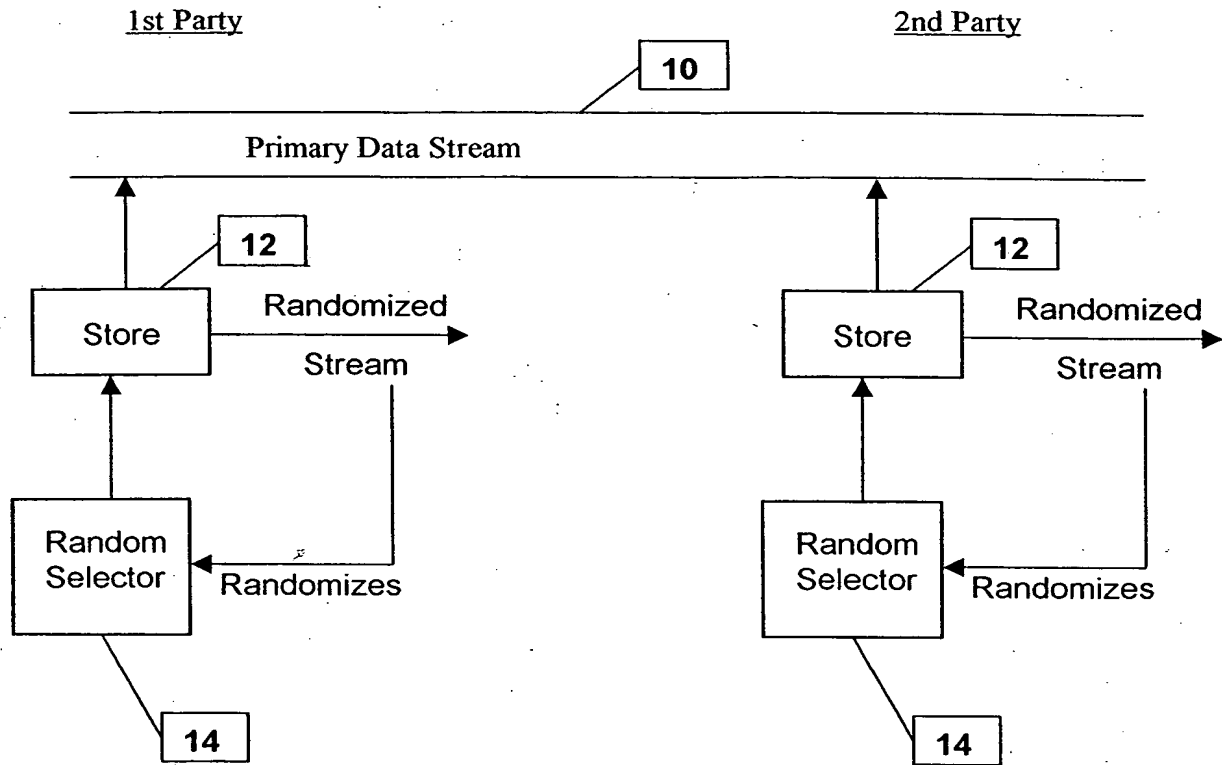 1st Party
2nd Party
10
Primary Data Stream
12
12
Store
Randomized
Stream
Store
Randomized
Stream
Random
Selector
Randomizes
Random
Selector
Randomizes
14
14